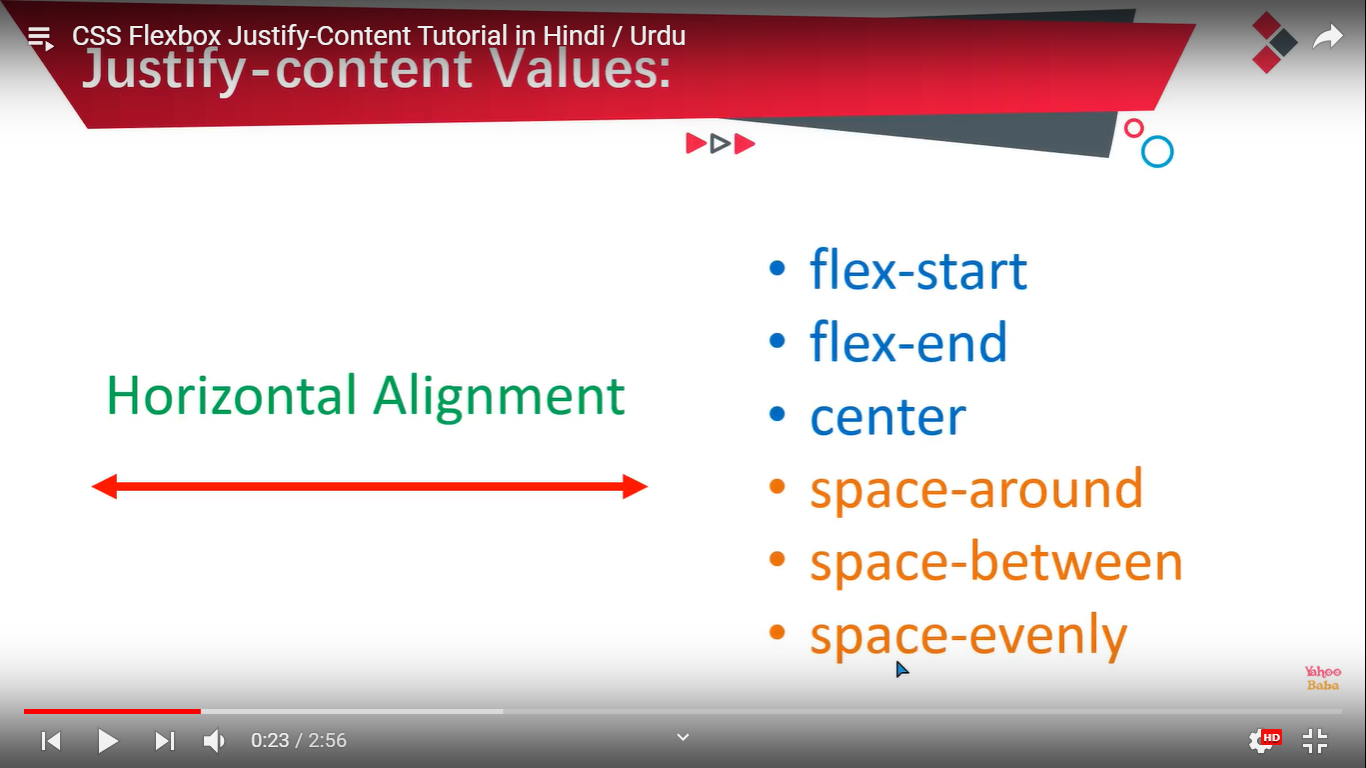 CSS Flexbox Justify-Content Tutorial in Hindi / Urdu
Justify-content Values:
Horizontal Alignment
• flex-start
• flex-end
• center
• space-around
• space-between
• space-evenly
Yahoo
Baba
0:23 / 2:56
HD